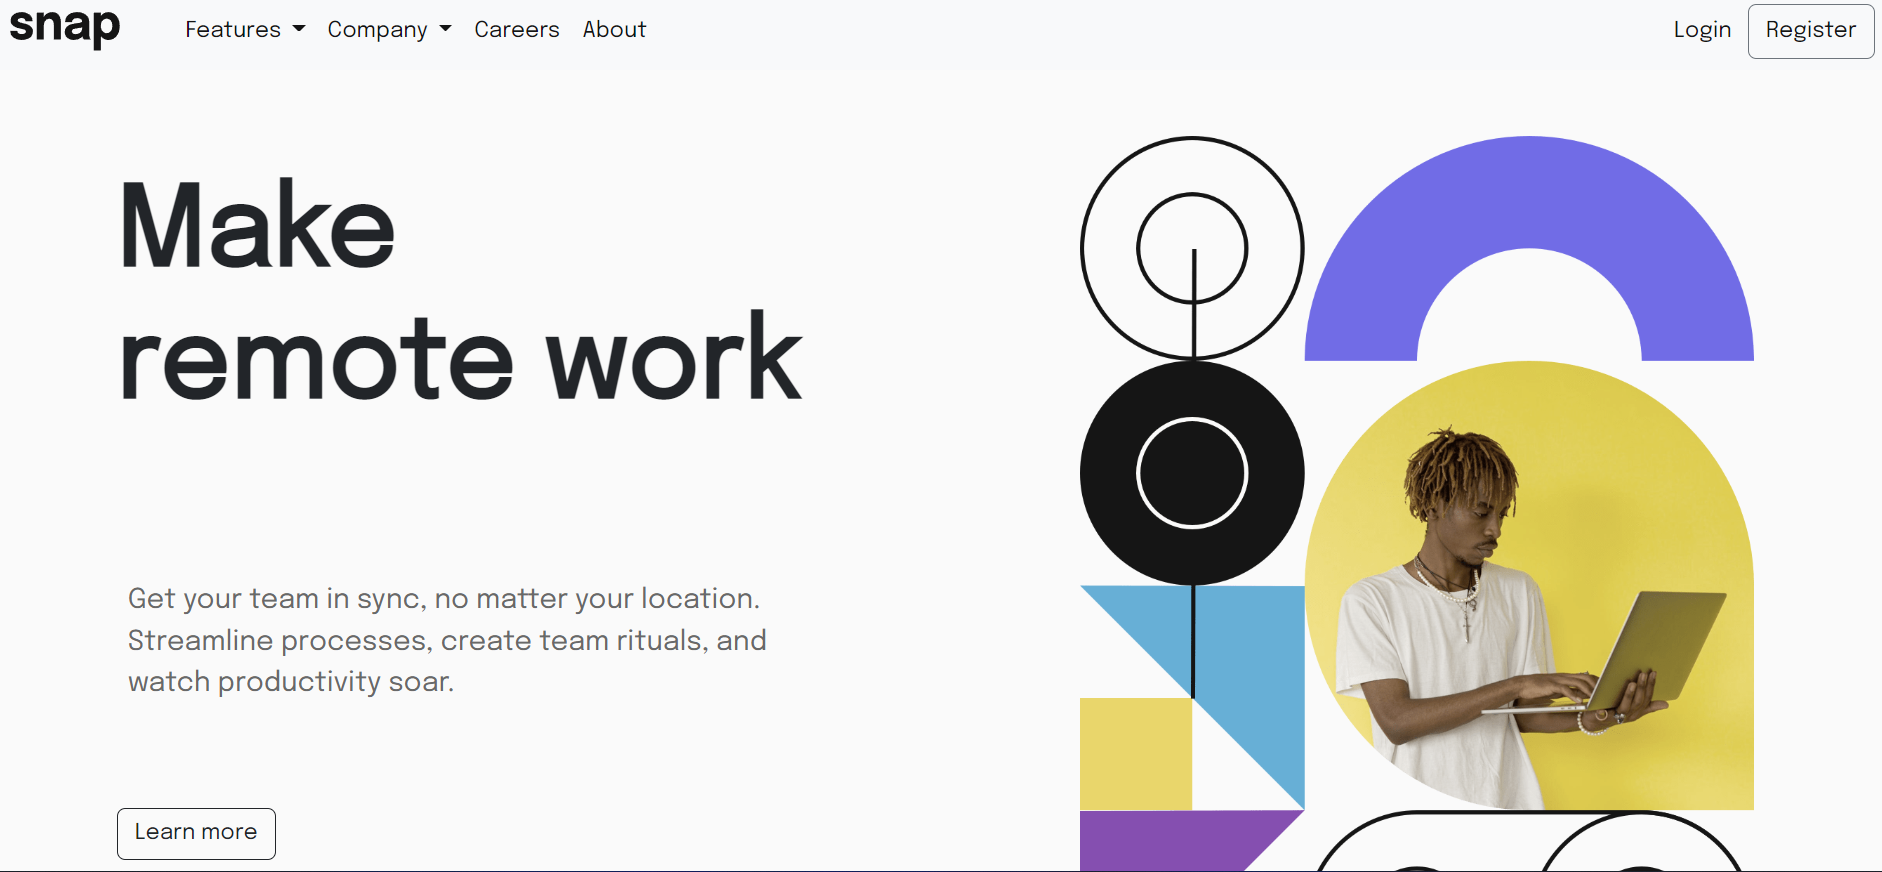 snap Features Company Careers About Login Register
Make
remote work
Get your team in sync, no matter your location.
Streamline processes, create team rituals, and
watch productivity soar.
Learn more